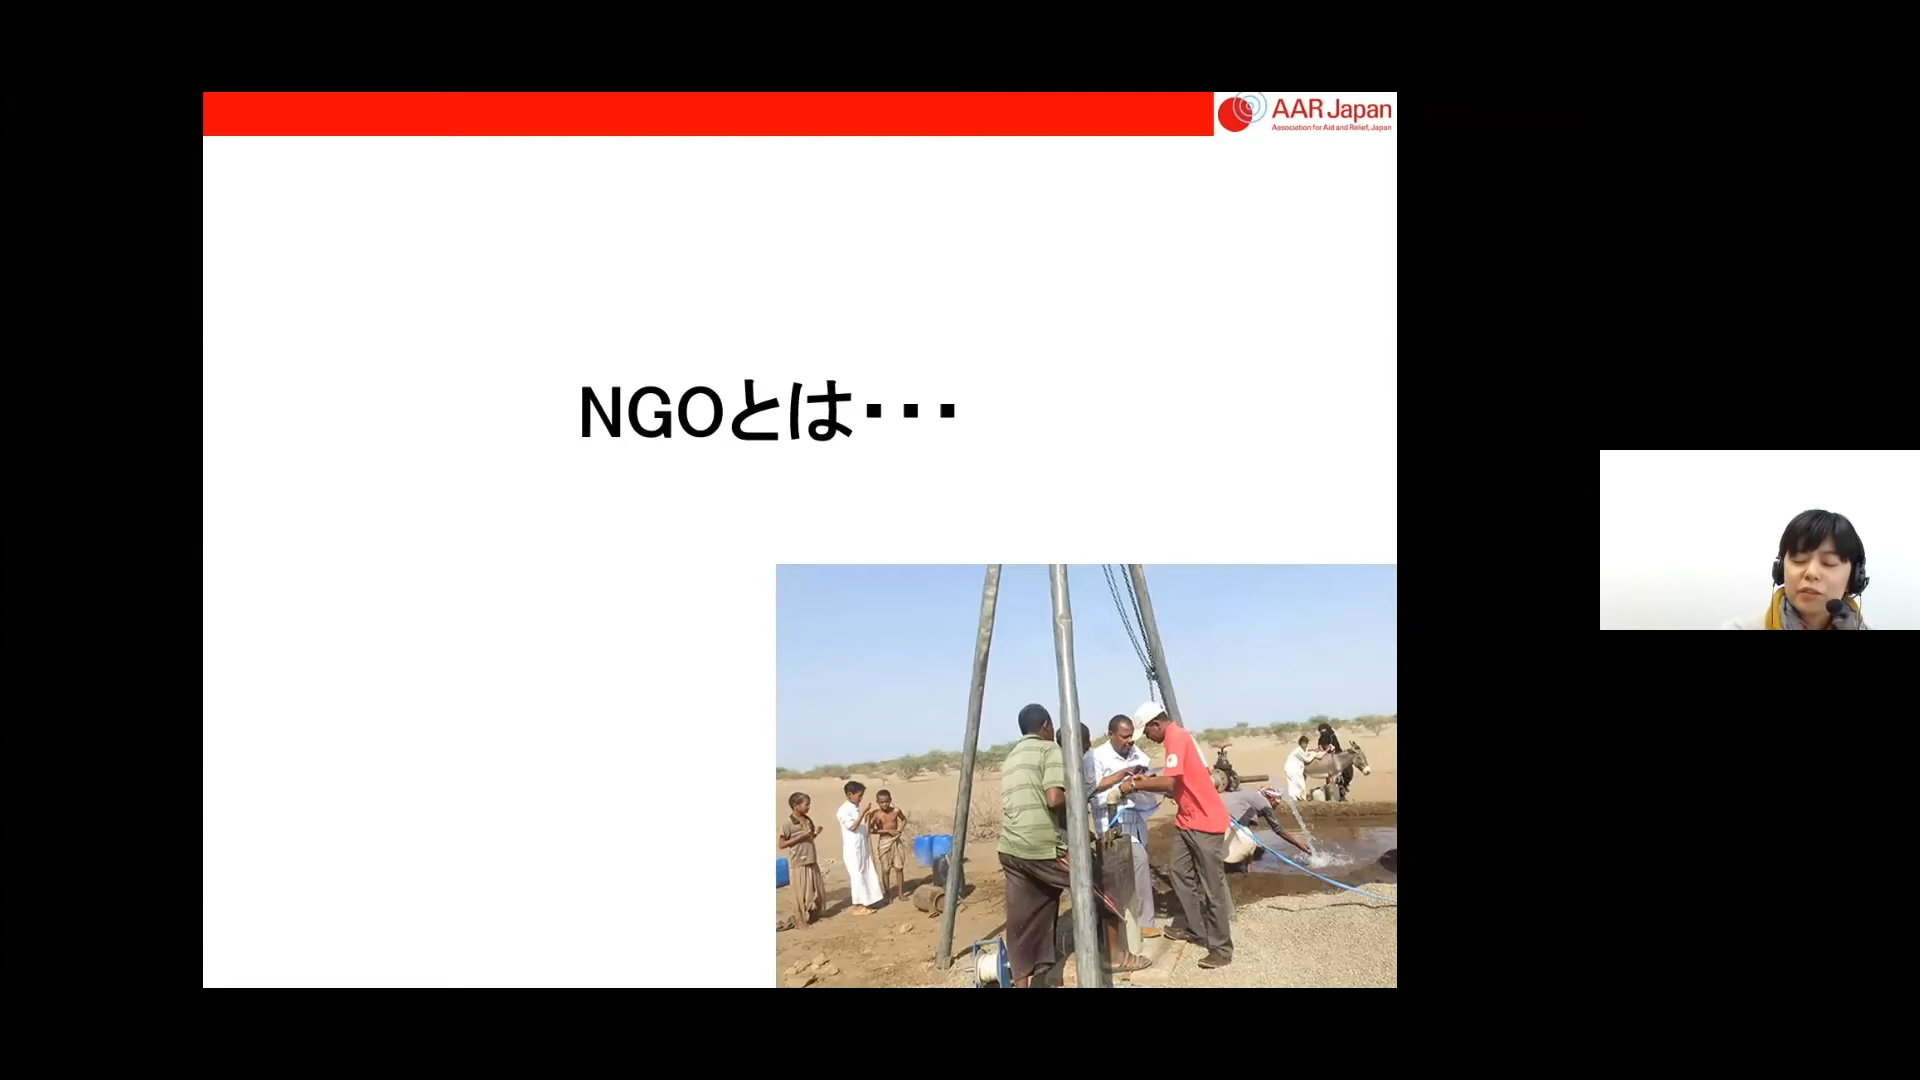 AAR Japan
Association for Aid and Relief, Japan
NGOとは・・・